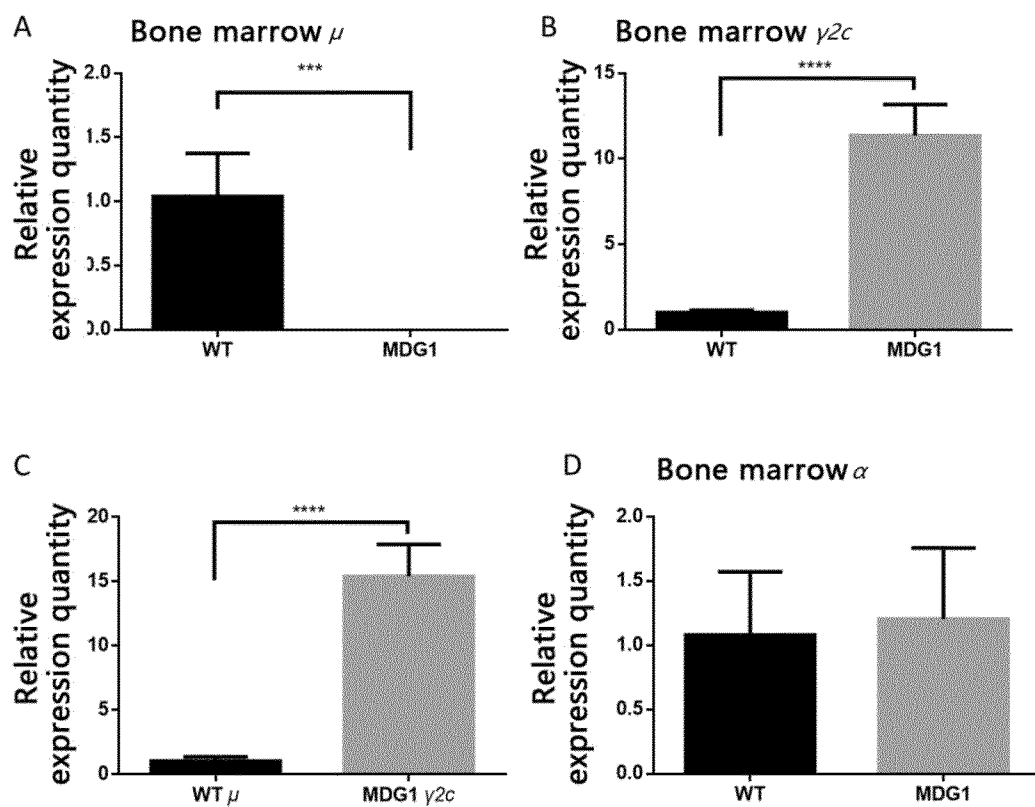 A
Bone marrow μ
Relative
expression quantity
2.0
1.5
1.0
0.5
0.0
***
WT
MDG1
B
Bone marrow γ2c
Relative
expression quantity
15
10
5
0
****
WT
MDG1
C
Relative
expression quantity
20
15
10
5
0
****
WT μ
MDG1 γ2c
D
Bone marrow α
Relative
expression quantity
2.0
1.5
1.0
0.5
0.0
WT
MDG1